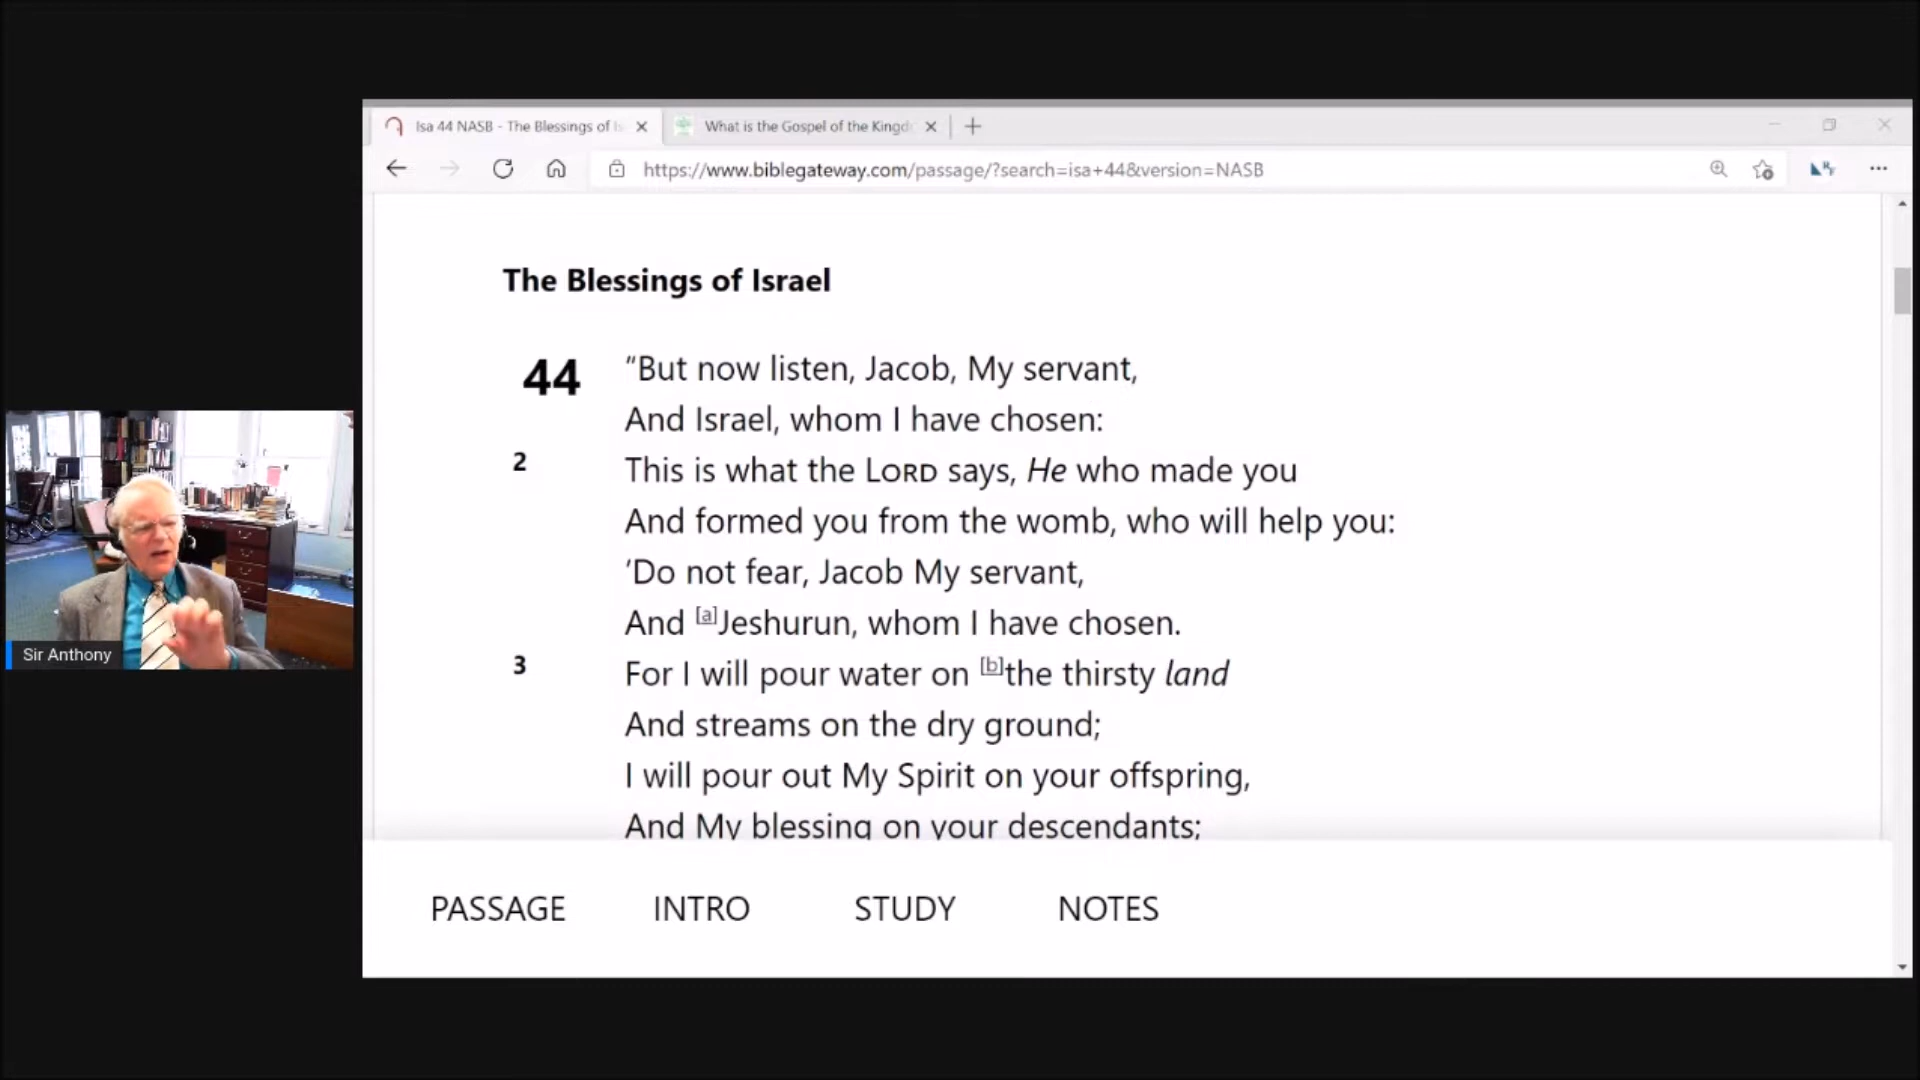 Isa 44 NASB - The Blessings of Is
What is the Gospel of the Kingd
https://www.biblegateway.com/passage/?search=isa+44&version=NASB
The Blessings of Israel
44 “But now listen, Jacob, My servant,
And Israel, whom I have chosen:
2 This is what the LORD says, He who made you
And formed you from the womb, who will help you:
‘Do not fear, Jacob My servant,
And [a]Jeshurun, whom I have chosen.
3 For I will pour water on [b]the thirsty land
And streams on the dry ground;
I will pour out My Spirit on your offspring,
And My blessing on your descendants;
PASSAGE INTRO STUDY NOTES
Sir Anthony